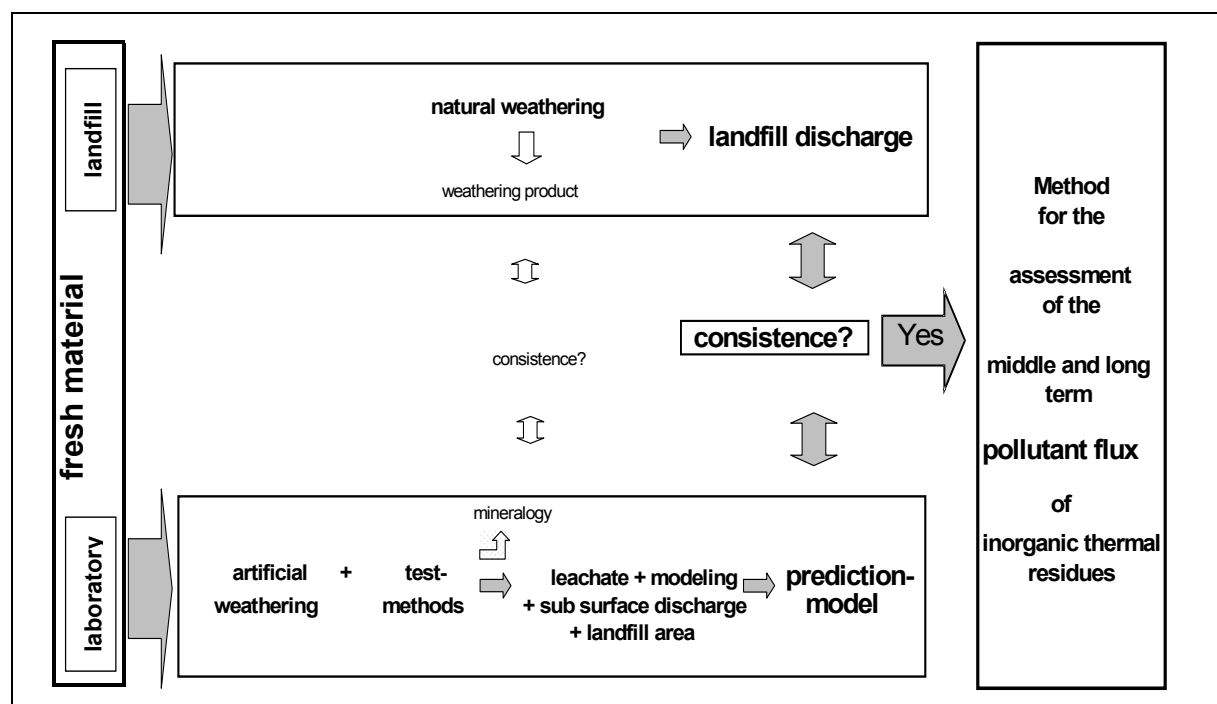 fresh material
landfill
laboratory
natural weathering
landfill discharge
weathering product
consistence?
consistence?
Yes
mineralogy
artificial
weathering
+
test-
methods
leachate + modeling
+ sub surface discharge
+ landfill area
prediction-
model
Method
for the
assessment
of the
middle and long
term
pollutant flux
of
inorganic thermal
residues